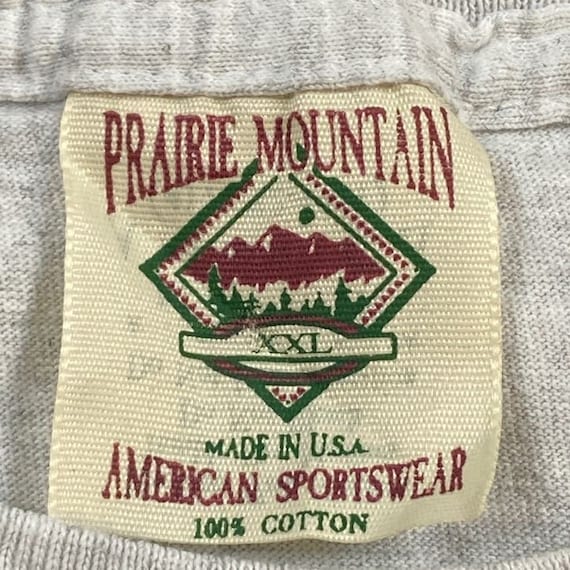 PRAIRIE MOUNTAIN
XXL
MADE IN U.S.A.
AMERICAN SPORTSWEAR
100% COTTON